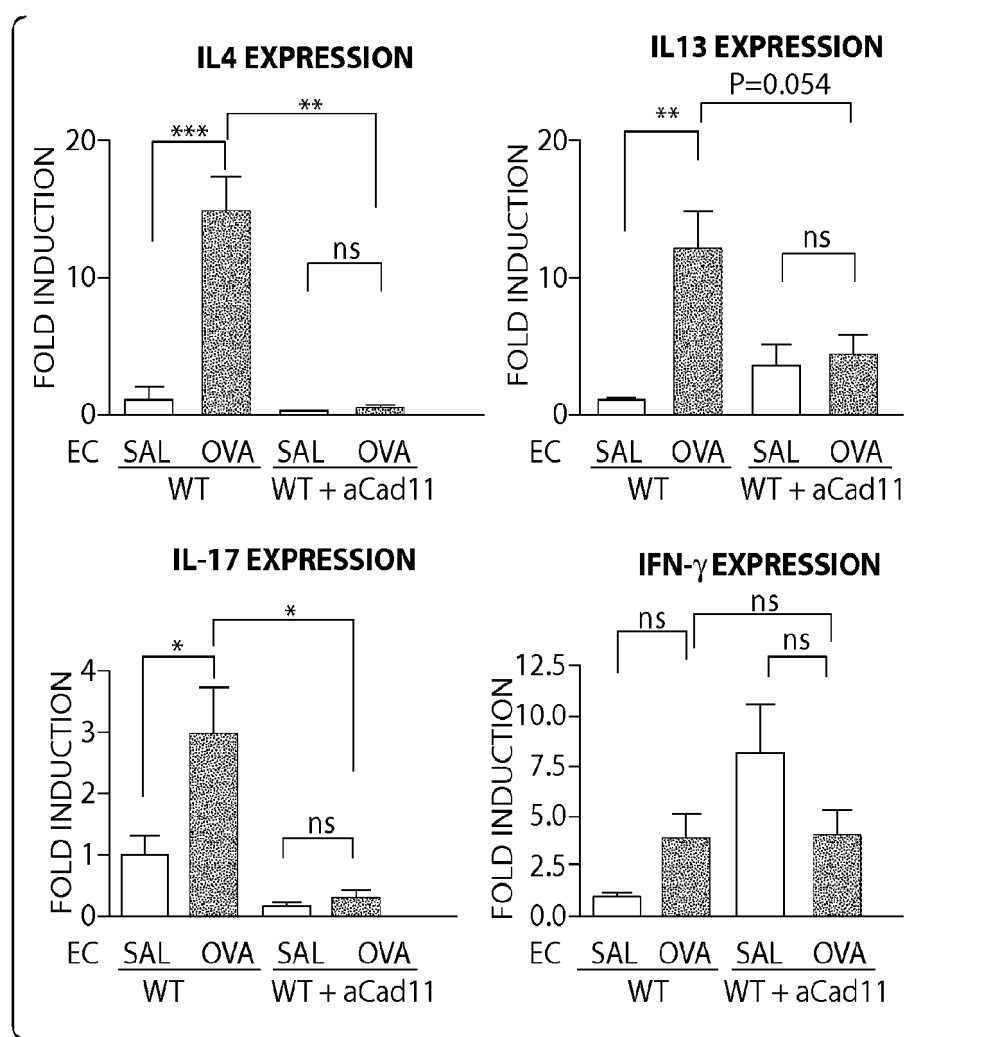 IL4 EXPRESSION
***
**
ns
FOLD INDUCTION
20
10
0
EC SAL OVA SAL OVA
WT WT + aCad11
IL13 EXPRESSION
P=0.054
**
ns
FOLD INDUCTION
20
10
0
EC SAL OVA SAL OVA
WT WT + aCad11
IL-17 EXPRESSION
*
*
ns
FOLD INDUCTION
4
3
2
1
0
EC SAL OVA SAL OVA
WT WT + aCad11
IFN-γ EXPRESSION
ns
ns
ns
FOLD INDUCTION
12.5
10.0
7.5
5.0
2.5
0.0
EC SAL OVA SAL OVA
WT WT + aCad11